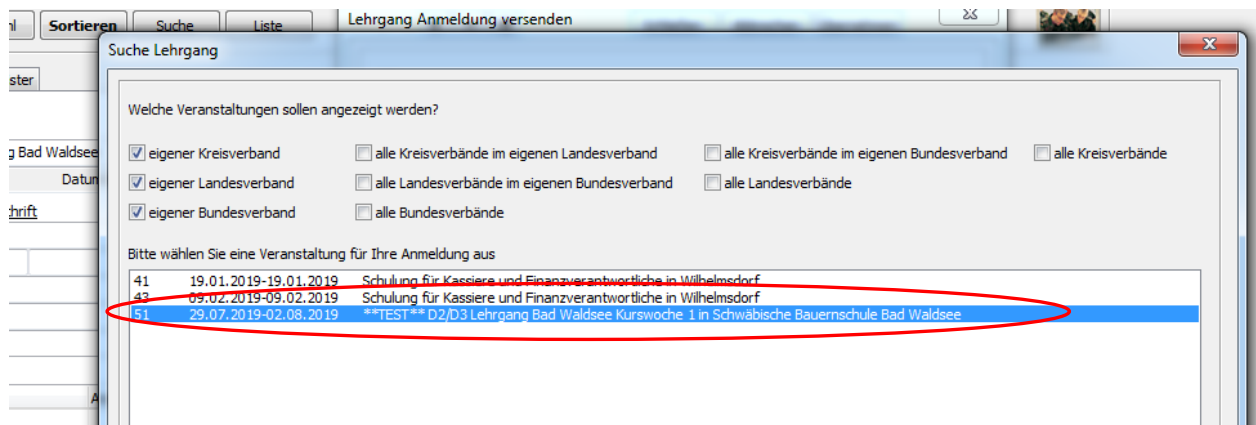 Sortieren Suche Liste Lehrgang Anmeldung versenden
Suche Lehrgang
ster
Welche Veranstaltungen sollen angezeigt werden?
g Bad Waldsee eigener Kreisverband alle Kreisverbände im eigenen Landesverband alle Kreisverbände im eigenen Bundesverband alle Kreisverbände
Datum eigener Landesverband alle Landesverbände im eigenen Bundesverband alle Landesverbände
hrift eigener Bundesverband alle Bundesverbände
Bitte wählen Sie eine Veranstaltung für Ihre Anmeldung aus
41 19.01.2019-19.01.2019 Schulung für Kassiere und Finanzverantwortliche in Wilhelmsdorf
43 09.02.2019-09.02.2019 Schulung für Kassiere und Finanzverantwortliche in Wilhelmsdorf
51 29.07.2019-02.08.2019 **TEST** D2/D3 Lehrgang Bad Waldsee Kurswoche 1 in Schwäbische Bauernschule Bad Waldsee